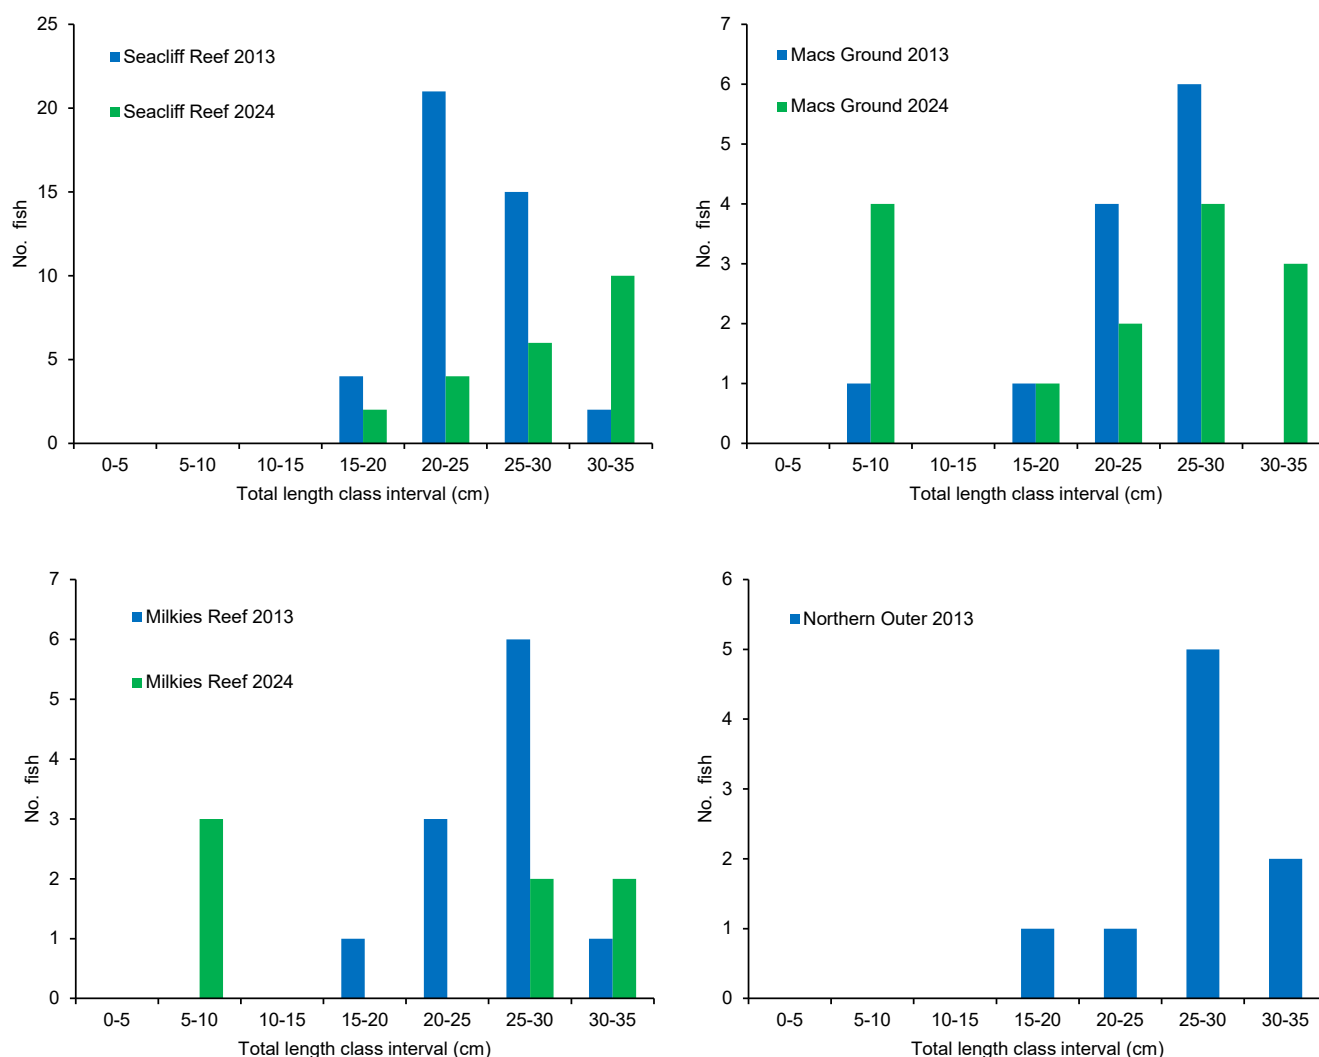 25
20
15
10
5
0
No. fish
Seacliff Reef 2013
Seacliff Reef 2024
0-5 5-10 10-15 15-20 20-25 25-30 30-35
Total length class interval (cm)
7
6
5
4
3
2
1
0
No. fish
Macs Ground 2013
Macs Ground 2024
0-5 5-10 10-15 15-20 20-25 25-30 30-35
Total length class interval (cm)
7
6
5
4
3
2
1
0
No. fish
Milkies Reef 2013
Milkies Reef 2024
0-5 5-10 10-15 15-20 20-25 25-30 30-35
Total length class interval (cm)
6
5
4
3
2
1
0
No. fish
Northern Outer 2013
0-5 5-10 10-15 15-20 20-25 25-30 30-35
Total length class interval (cm)